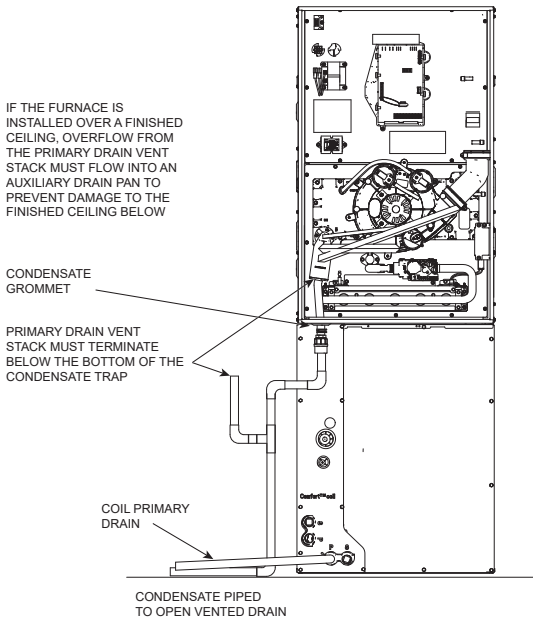 IF THE FURNACE IS
INSTALLED OVER A FINISHED
CEILING, OVERFLOW FROM
THE PRIMARY DRAIN VENT
STACK MUST FLOW INTO AN
AUXILIARY DRAIN PAN TO
PREVENT DAMAGE TO THE
FINISHED CEILING BELOW
CONDENSATE
GROMMET
PRIMARY DRAIN VENT
STACK MUST TERMINATE
BELOW THE BOTTOM OF THE
CONDENSATE TRAP
COIL PRIMARY
DRAIN
P S
CONDENSATE PIPED
TO OPEN VENTED DRAIN